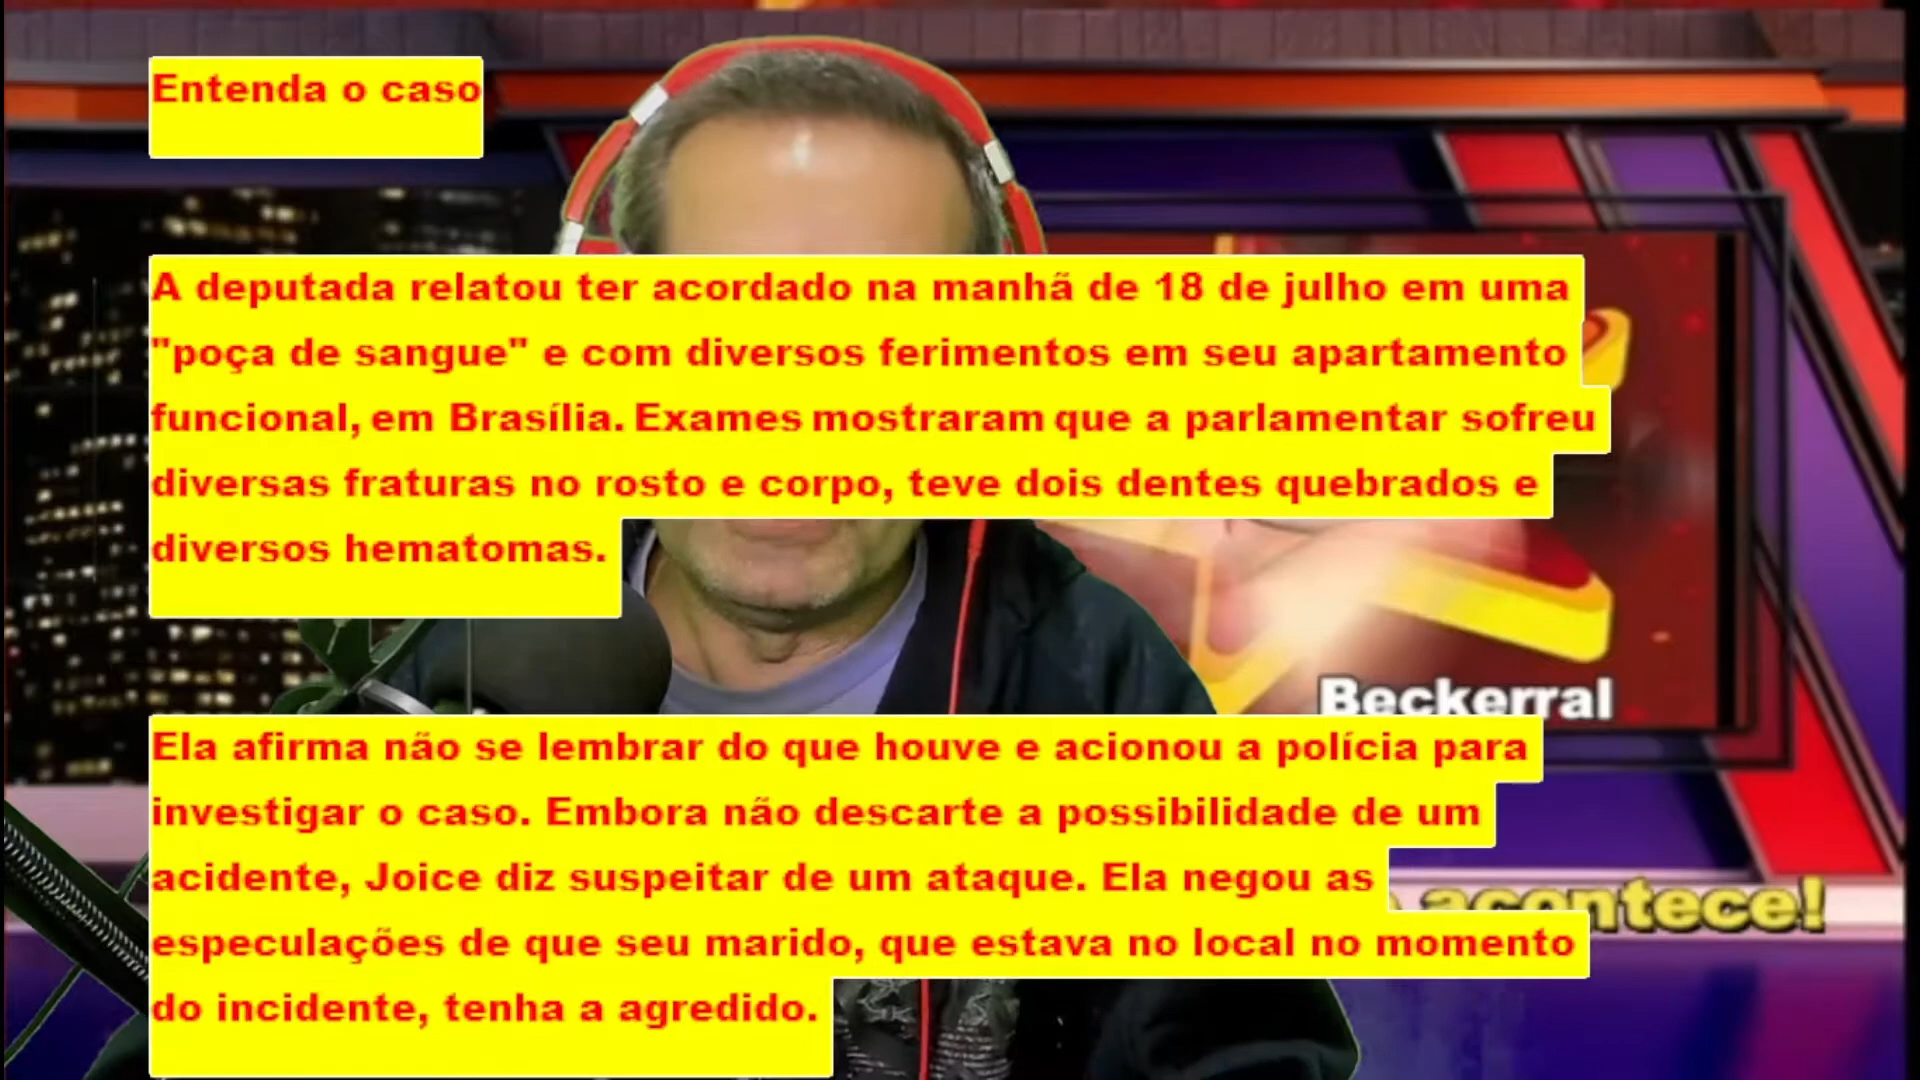 Entenda o caso
A deputada relatou ter acordado na manhã de 18 de julho em uma
"poça de sangue" e com diversos ferimentos em seu apartamento
funcional, em Brasília. Exames mostraram que a parlamentar sofreu
diversas fraturas no rosto e corpo, teve dois dentes quebrados e
diversos hematomas.
Beckerral
Ela afirma não se lembrar do que houve e acionou a polícia para
investigar o caso. Embora não descarte a possibilidade de um
acidente, Joice diz suspeitar de um ataque. Ela negou as
acontece!
especulações de que seu marido, que estava no local no momento
do incidente, tenha a agredido.